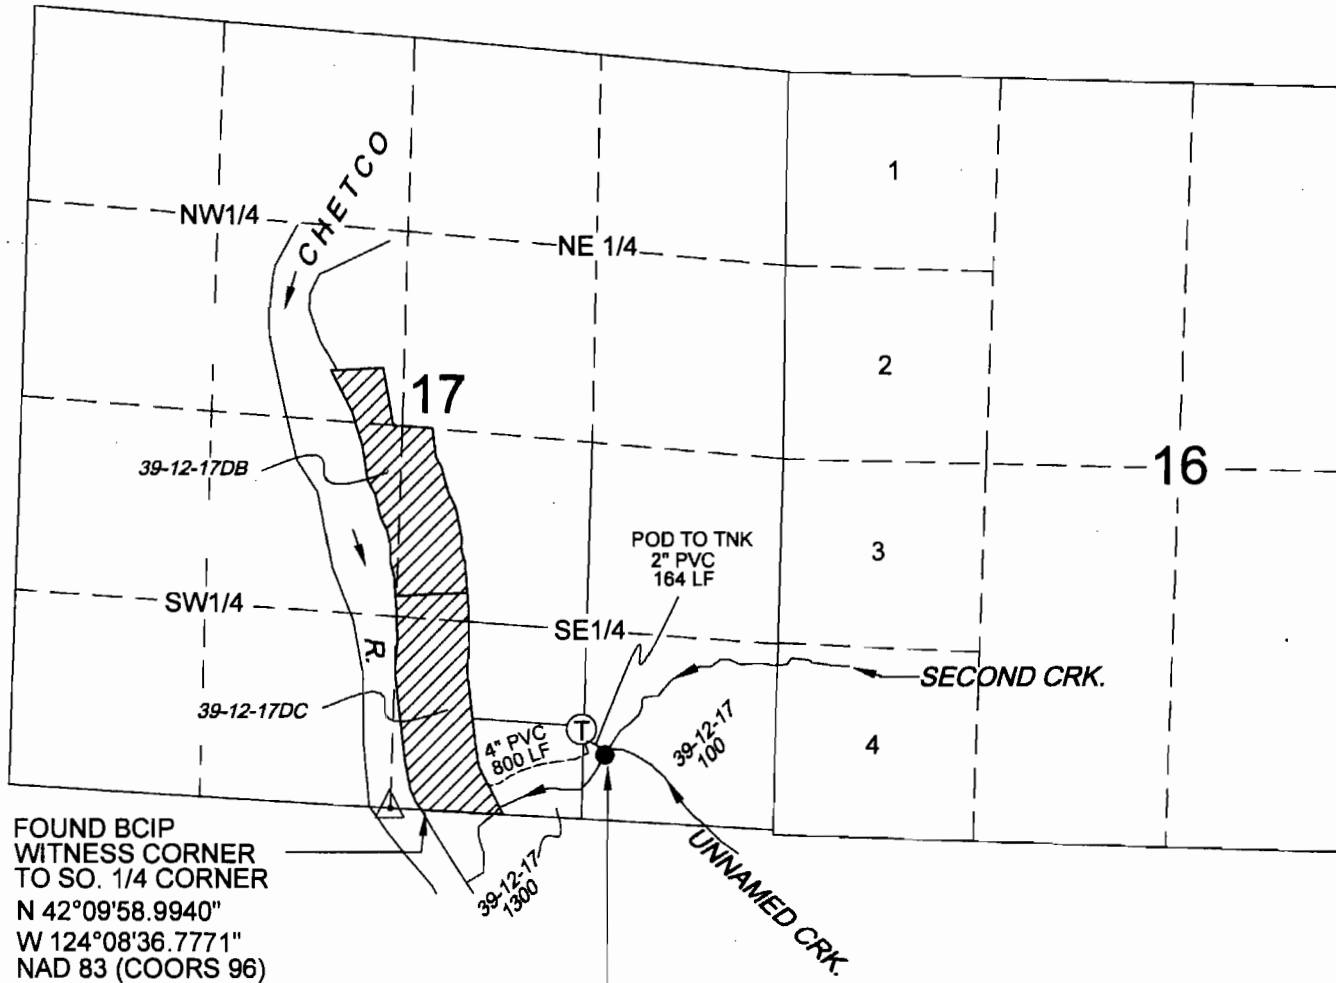 CHETCO
NW1/4
NE 1/4
1
2
17
16
39-12-17DB
3
POD TO TNK
2" PVC
164 LF
SW1/4
SE1/4
R.
SECOND CRK.
39-12-17DC
T
4" PVC
800 LF
39-12-17
100
4
FOUND BCIP
WITNESS CORNER
TO SO. 1/4 CORNER
N 42°09'58.9940"
W 124°08'36.7771"
NAD 83 (COORS 96)
39-12-17
1300
UNNAMED CRK.